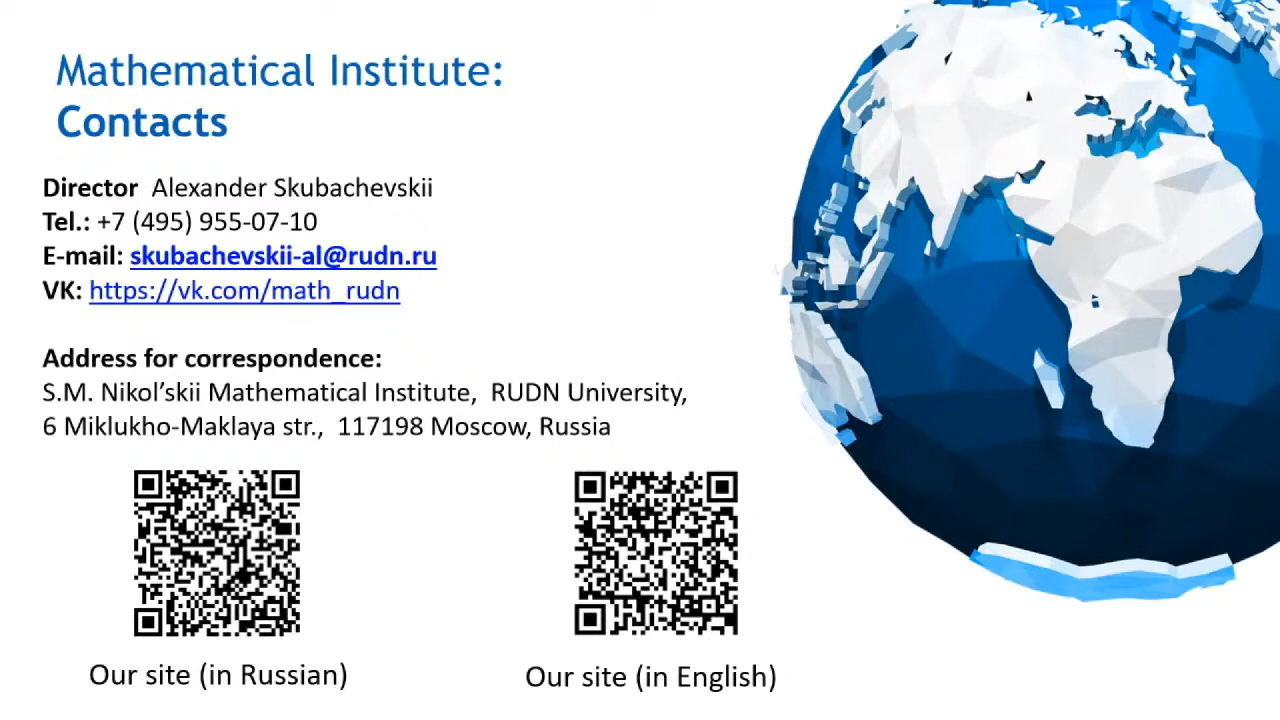 Mathematical Institute:
Contacts
Director Alexander Skubachevskii
Tel.: +7 (495) 955-07-10
E-mail: skubachevskii-al@rudn.ru
VK: https://vk.com/math_rudn
Address for correspondence:
S.M. Nikol’skii Mathematical Institute, RUDN University,
6 Miklukho-Maklaya str., 117198 Moscow, Russia
Our site (in Russian)
Our site (in English)